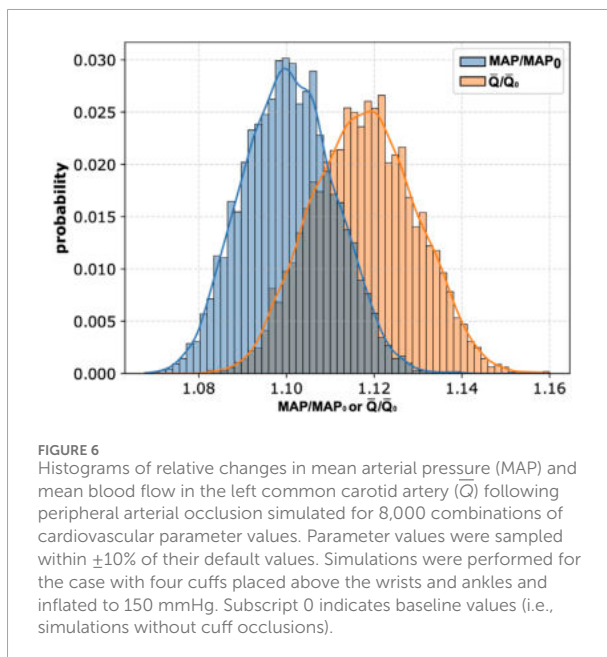 0.030
0.025
0.020
0.015
0.010
0.005
0.000
probability
MAP/MAP₀
Q̅/Q̅₀
1.08 1.10 1.12 1.14 1.16
MAP/MAP₀ or Q̅/Q̅₀
FIGURE 6
Histograms of relative changes in mean arterial pressure (MAP) and
mean blood flow in the left common carotid artery (Q̅) following
peripheral arterial occlusion simulated for 8,000 combinations of
cardiovascular parameter values. Parameter values were sampled
within ±10% of their default values. Simulations were performed for
the case with four cuffs placed above the wrists and ankles and
inflated to 150 mmHg. Subscript 0 indicates baseline values (i.e.,
simulations without cuff occlusions).